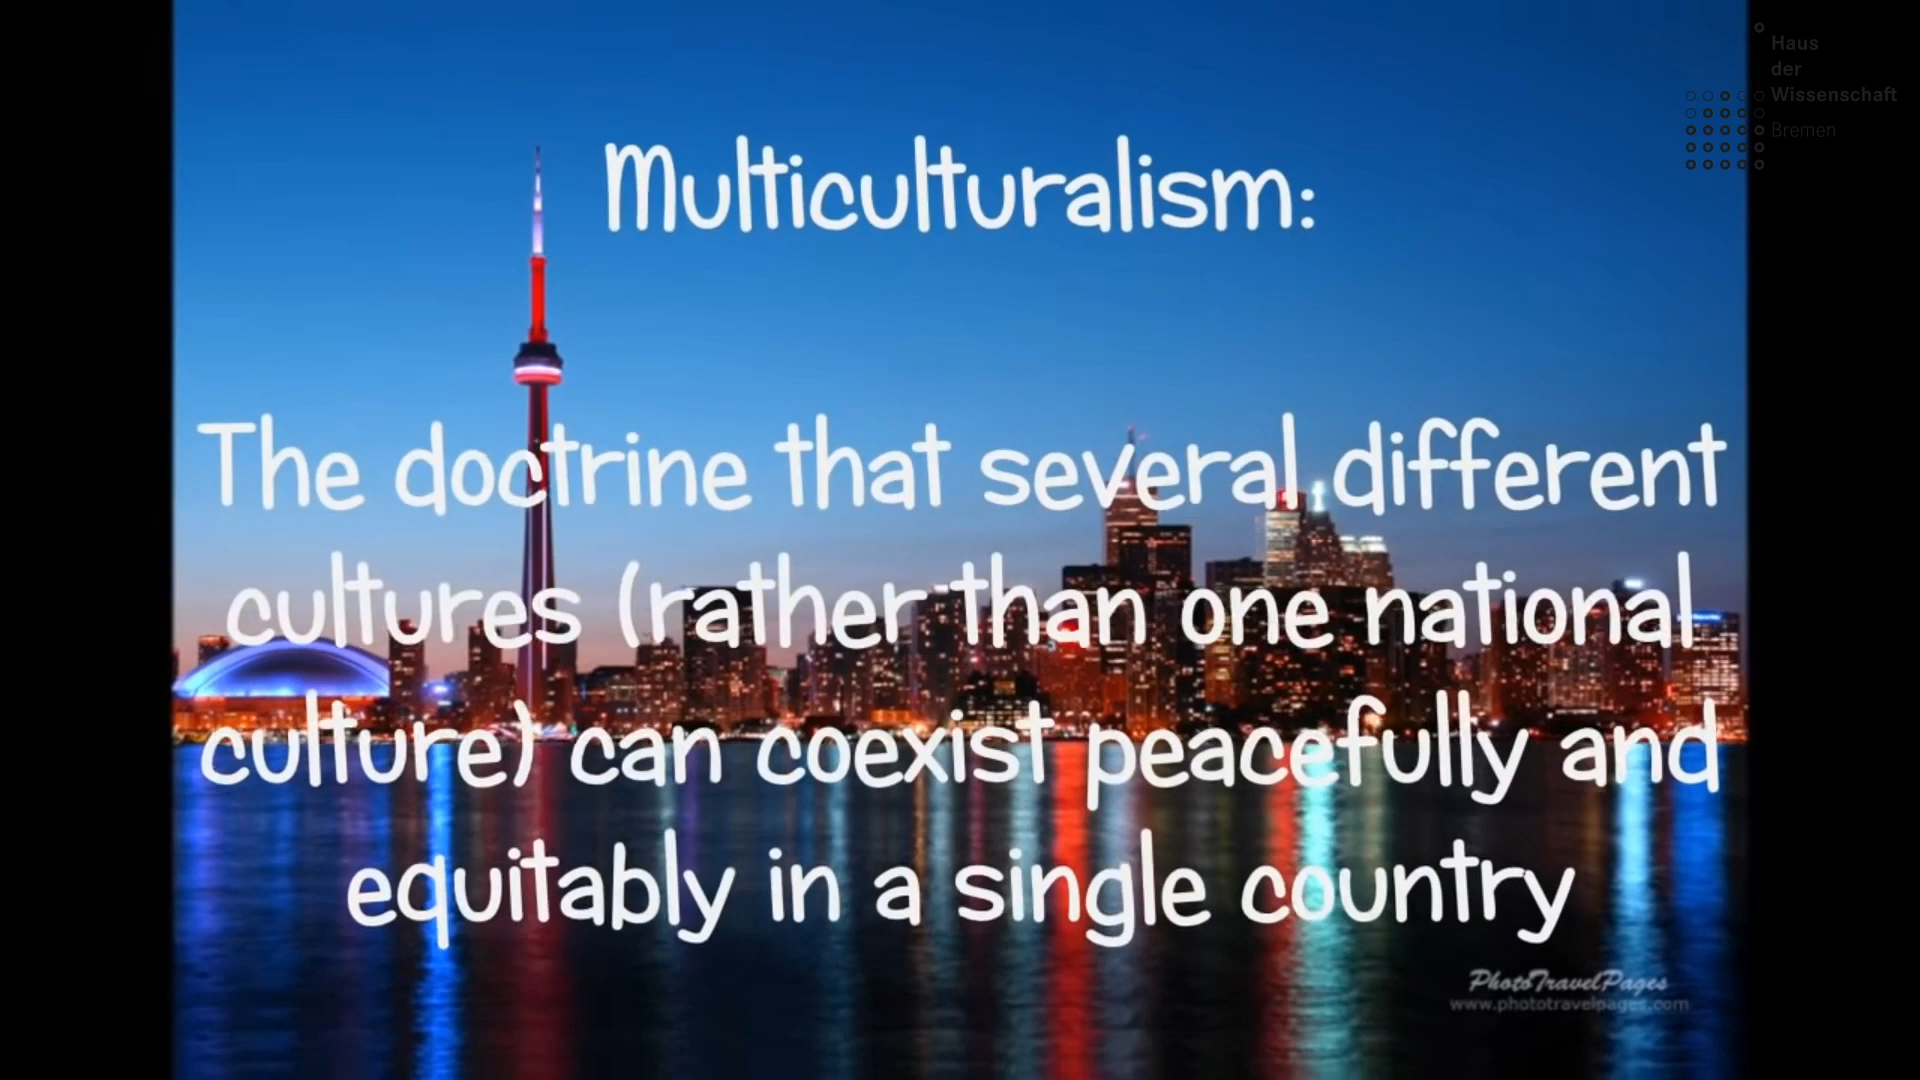 Haus
der
Wissenschaft
Bremen
Multiculturalism:
The doctrine that several different
cultures (rather than one national
culture) can coexist peacefully and
equitably in a single country
PhotoTravelPages
www.phototravelpages.com